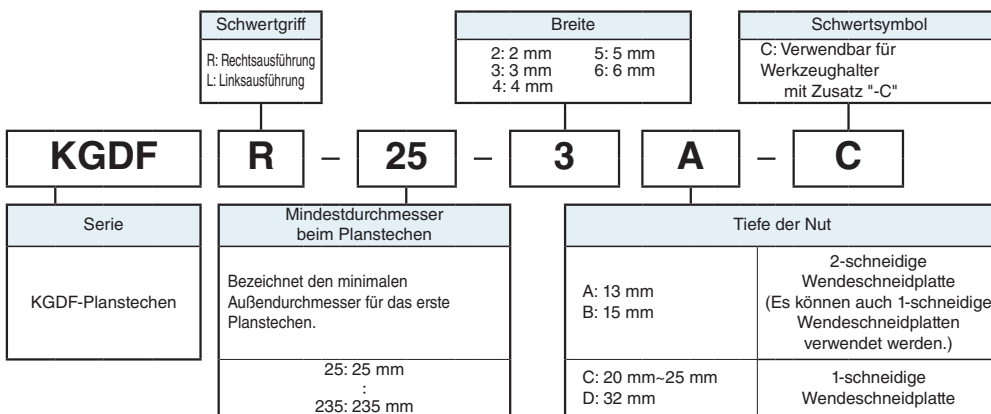 Schwertgriff
R: Rechtsausführung
L: Linksausführung
Breite
2: 2 mm 5: 5 mm
3: 3 mm 6: 6 mm
4: 4 mm
Schwertsymbol
C: Verwendbar für
Werkzeughalter
mit Zusatz "-C"
KGDF R – 25 – 3 A – C
Serie
KGDF-Planstechen
Mindestdurchmesser
beim Planstechen
Bezeichnet den minimalen
Außendurchmesser für das erste
Planstechen.
25: 25 mm
:
235: 235 mm
Tiefe der Nut
A: 13 mm
B: 15 mm
2-schneidige
Wendeschneidplatte
(Es können auch 1-schneidige
Wendeschneidplatten
verwendet werden.)
C: 20 mm~25 mm
D: 32 mm
1-schneidige
Wendeschneidplatte